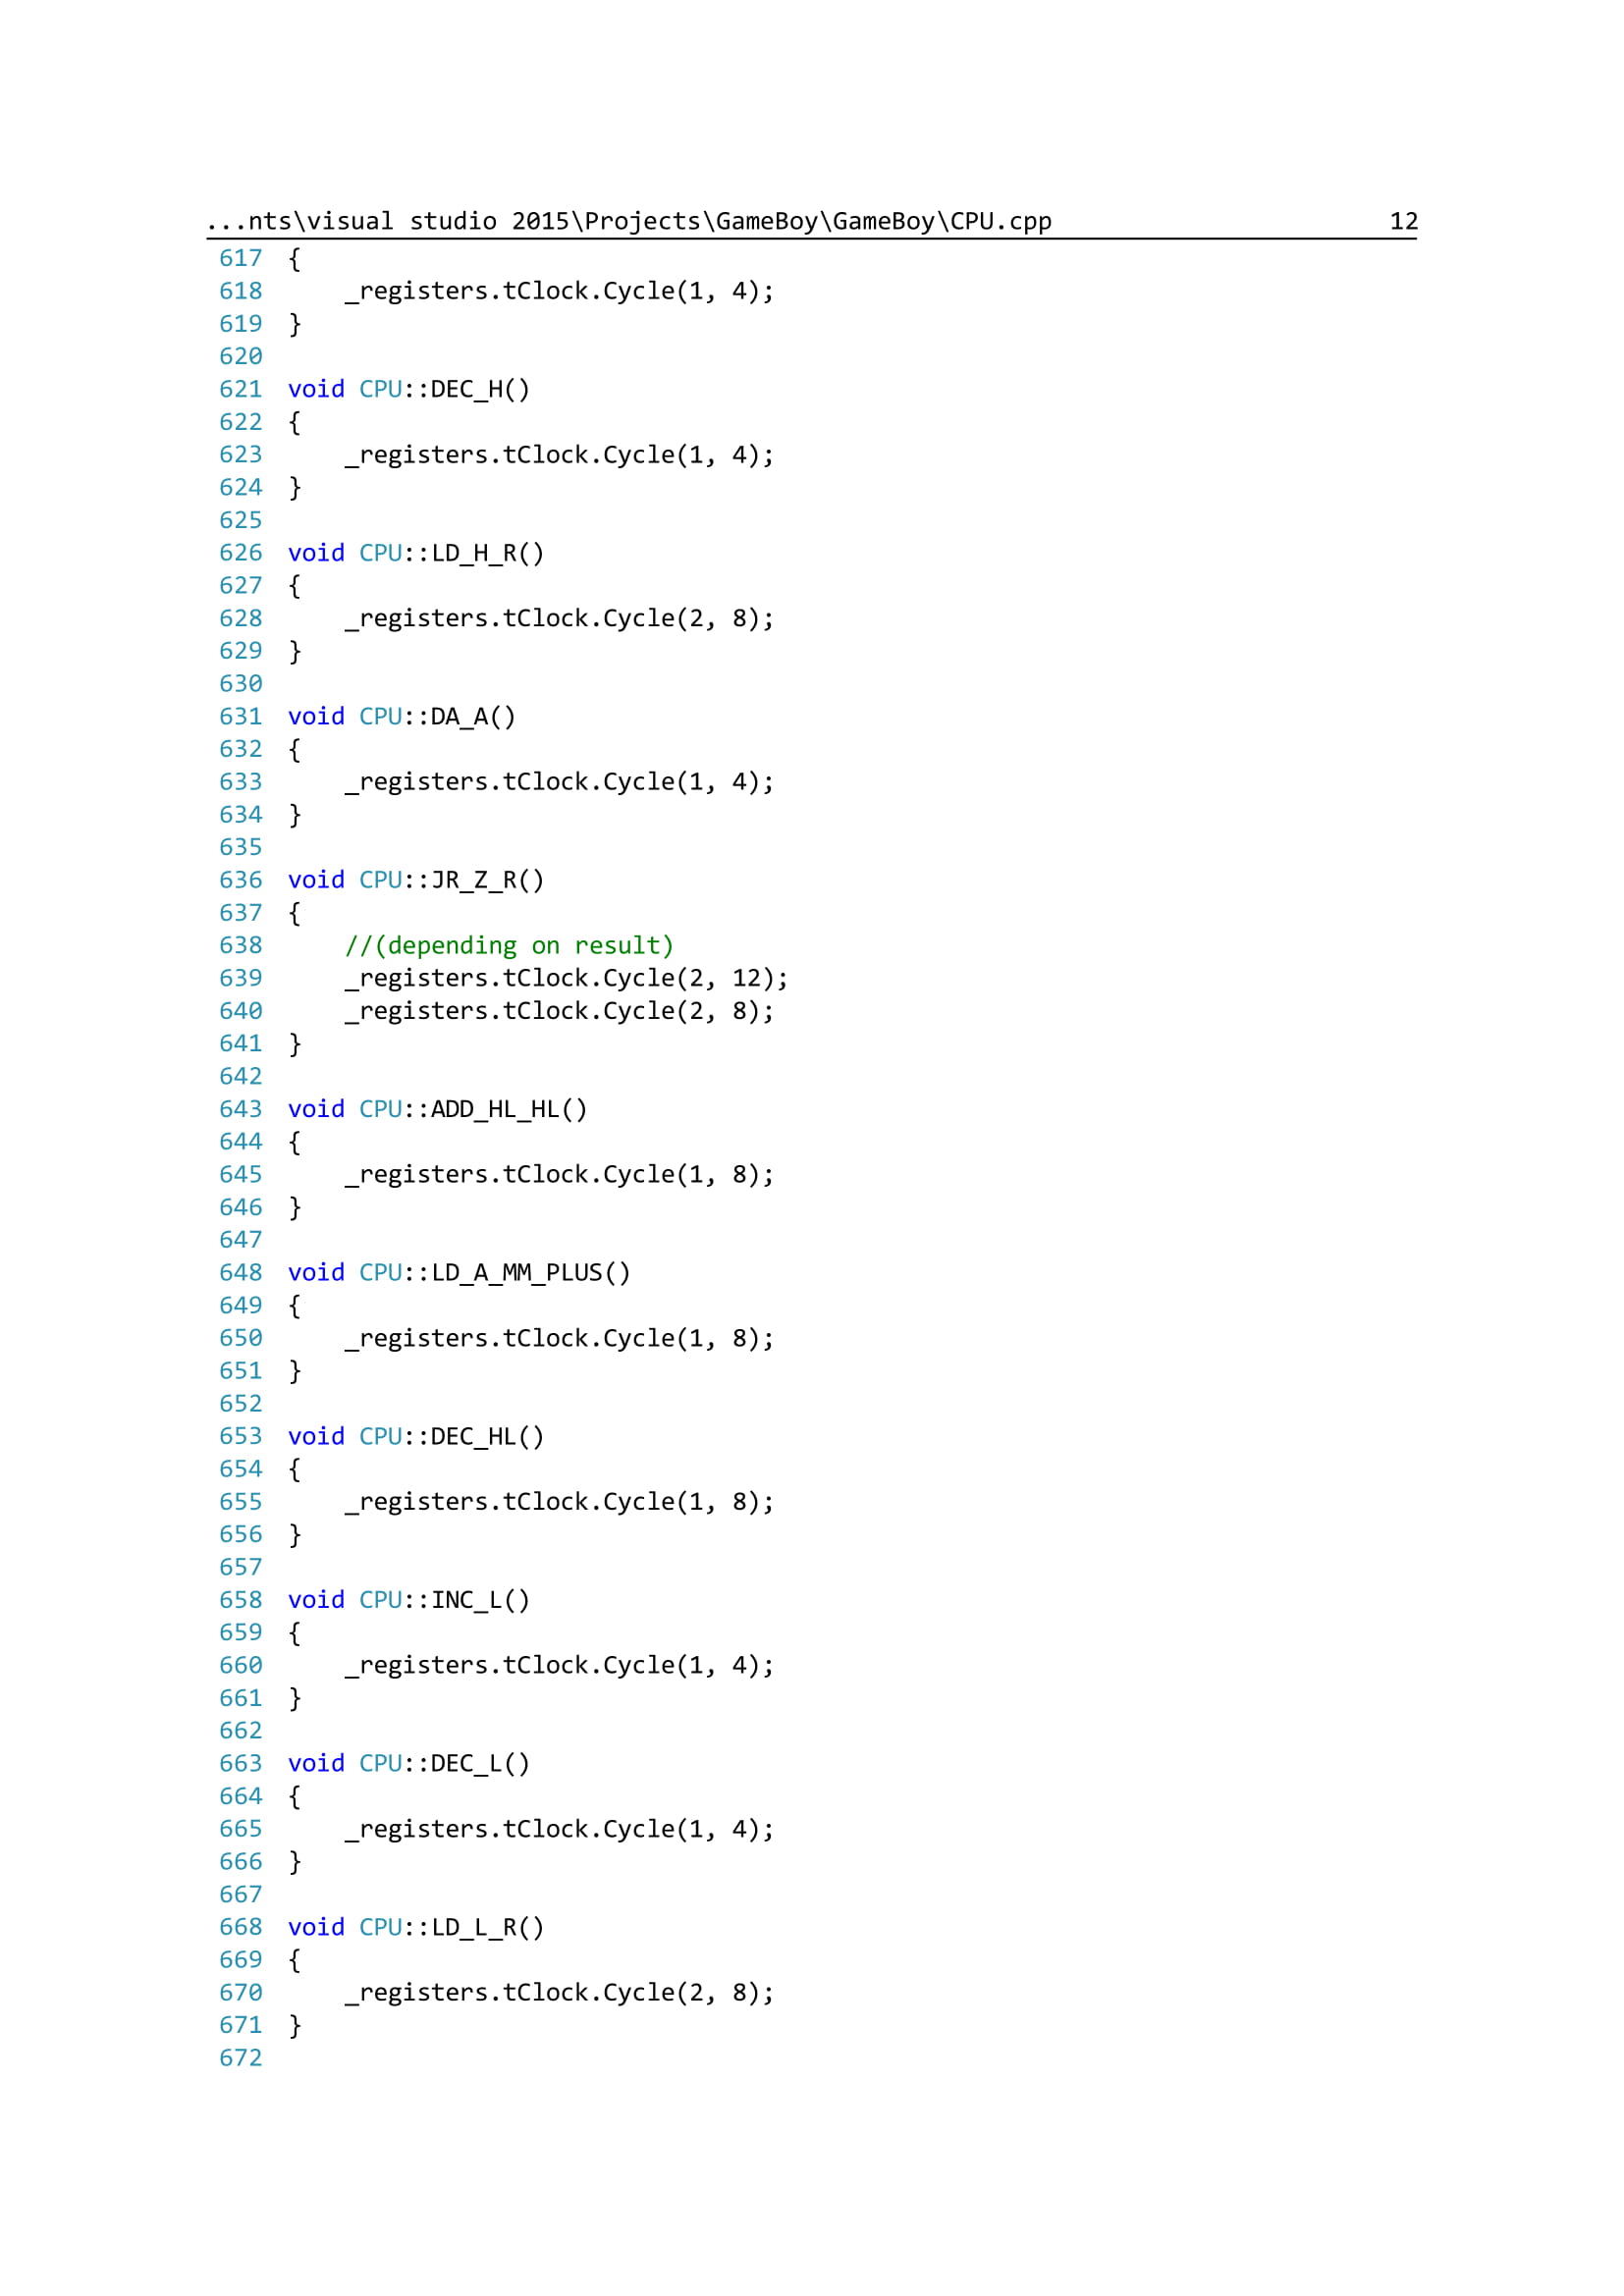 ...nts\visual studio 2015\Projects\GameBoy\GameBoy\CPU.cpp 12
617 {
618     _registers.tClock.Cycle(1, 4);
619 }
620
621 void CPU::DEC_H()
622 {
623     _registers.tClock.Cycle(1, 4);
624 }
625
626 void CPU::LD_H_R()
627 {
628     _registers.tClock.Cycle(2, 8);
629 }
630
631 void CPU::DA_A()
632 {
633     _registers.tClock.Cycle(1, 4);
634 }
635
636 void CPU::JR_Z_R()
637 {
638     //(depending on result)
639     _registers.tClock.Cycle(2, 12);
640     _registers.tClock.Cycle(2, 8);
641 }
642
643 void CPU::ADD_HL_HL()
644 {
645     _registers.tClock.Cycle(1, 8);
646 }
647
648 void CPU::LD_A_MM_PLUS()
649 {
650     _registers.tClock.Cycle(1, 8);
651 }
652
653 void CPU::DEC_HL()
654 {
655     _registers.tClock.Cycle(1, 8);
656 }
657
658 void CPU::INC_L()
659 {
660     _registers.tClock.Cycle(1, 4);
661 }
662
663 void CPU::DEC_L()
664 {
665     _registers.tClock.Cycle(1, 4);
666 }
667
668 void CPU::LD_L_R()
669 {
670     _registers.tClock.Cycle(2, 8);
671 }
672